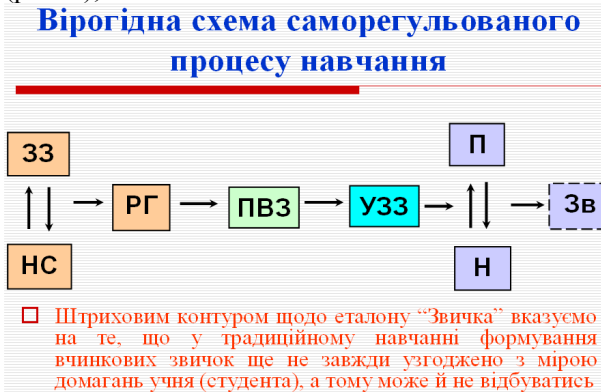 Вірогідна схема саморегульованого
процесу навчання
ЗЗ
П
РГ
ПВЗ
УЗЗ
Зв
НС
Н
Штриховим контуром щодо еталону “Звичка” вказуємо
на те, що у традиційному навчанні формування
вчинкових звичок ще не завжди узгоджено з мірою
домагань учня (студента), а тому може й не відбуватись